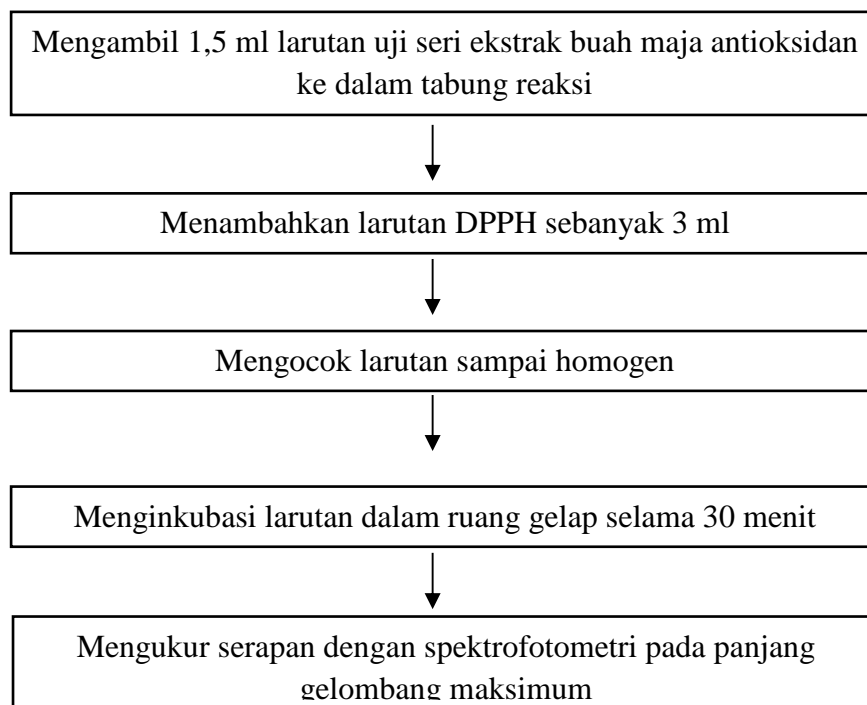 Mengambil 1,5 ml larutan uji seri ekstrak buah maja antioksidan
ke dalam tabung reaksi
Menambahkan larutan DPPH sebanyak 3 ml
Mengocok larutan sampai homogen
Menginkubasi larutan dalam ruang gelap selama 30 menit
Mengukur serapan dengan spektrofotometri pada panjang
gelombang maksimum